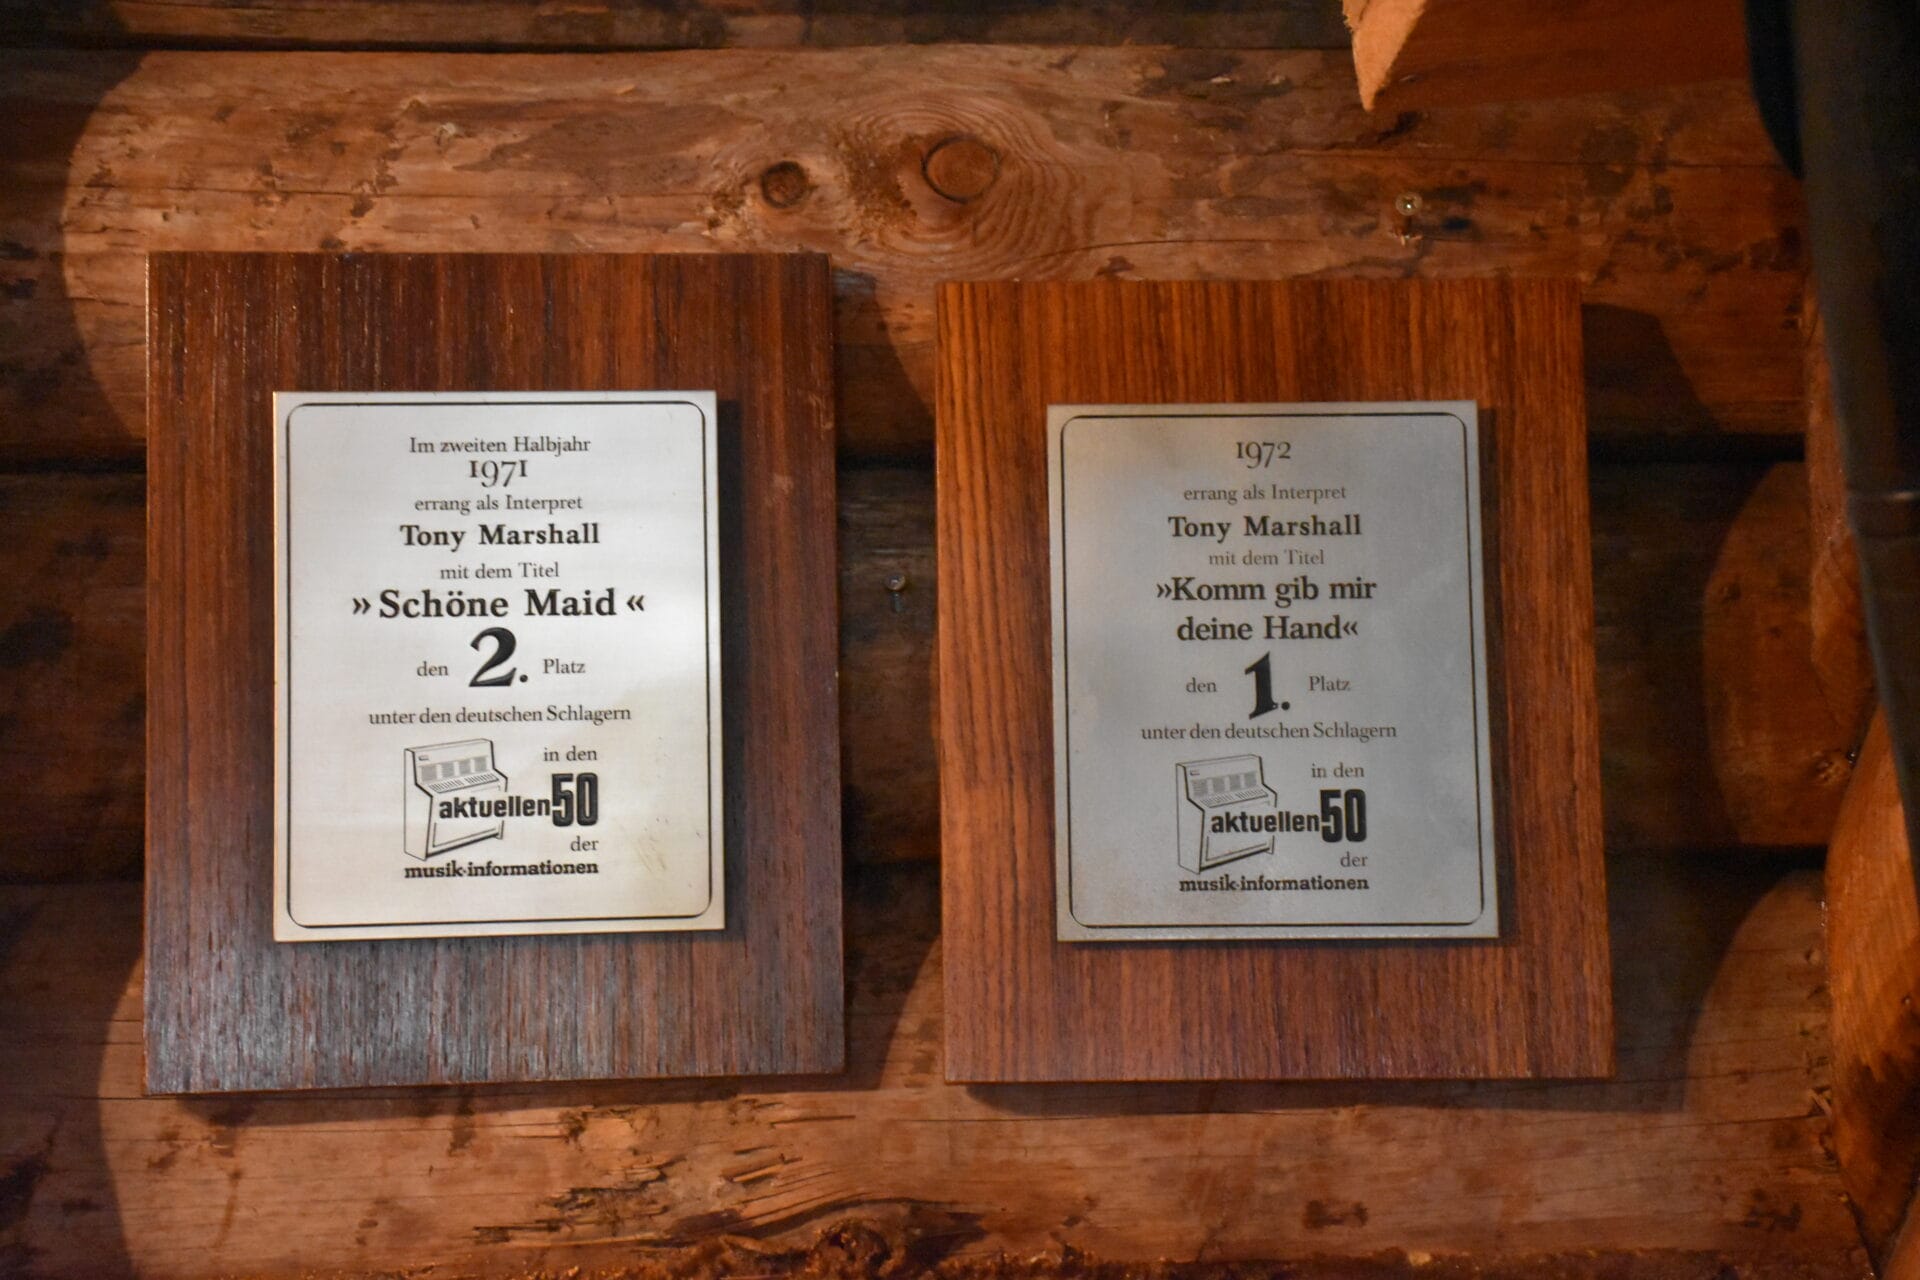 Im zweiten Halbjahr
1971
errang als Interpret
Tony Marshall
mit dem Titel
»Schöne Maid«
den 2. Platz
unter den deutschen Schlagern
in den
aktuellen 50
der
musik-informationen
1972
errang als Interpret
Tony Marshall
mit dem Titel
»Komm gib mir
deine Hand«
den 1. Platz
unter den deutschen Schlagern
in den
aktuellen 50
der
musik-informationen